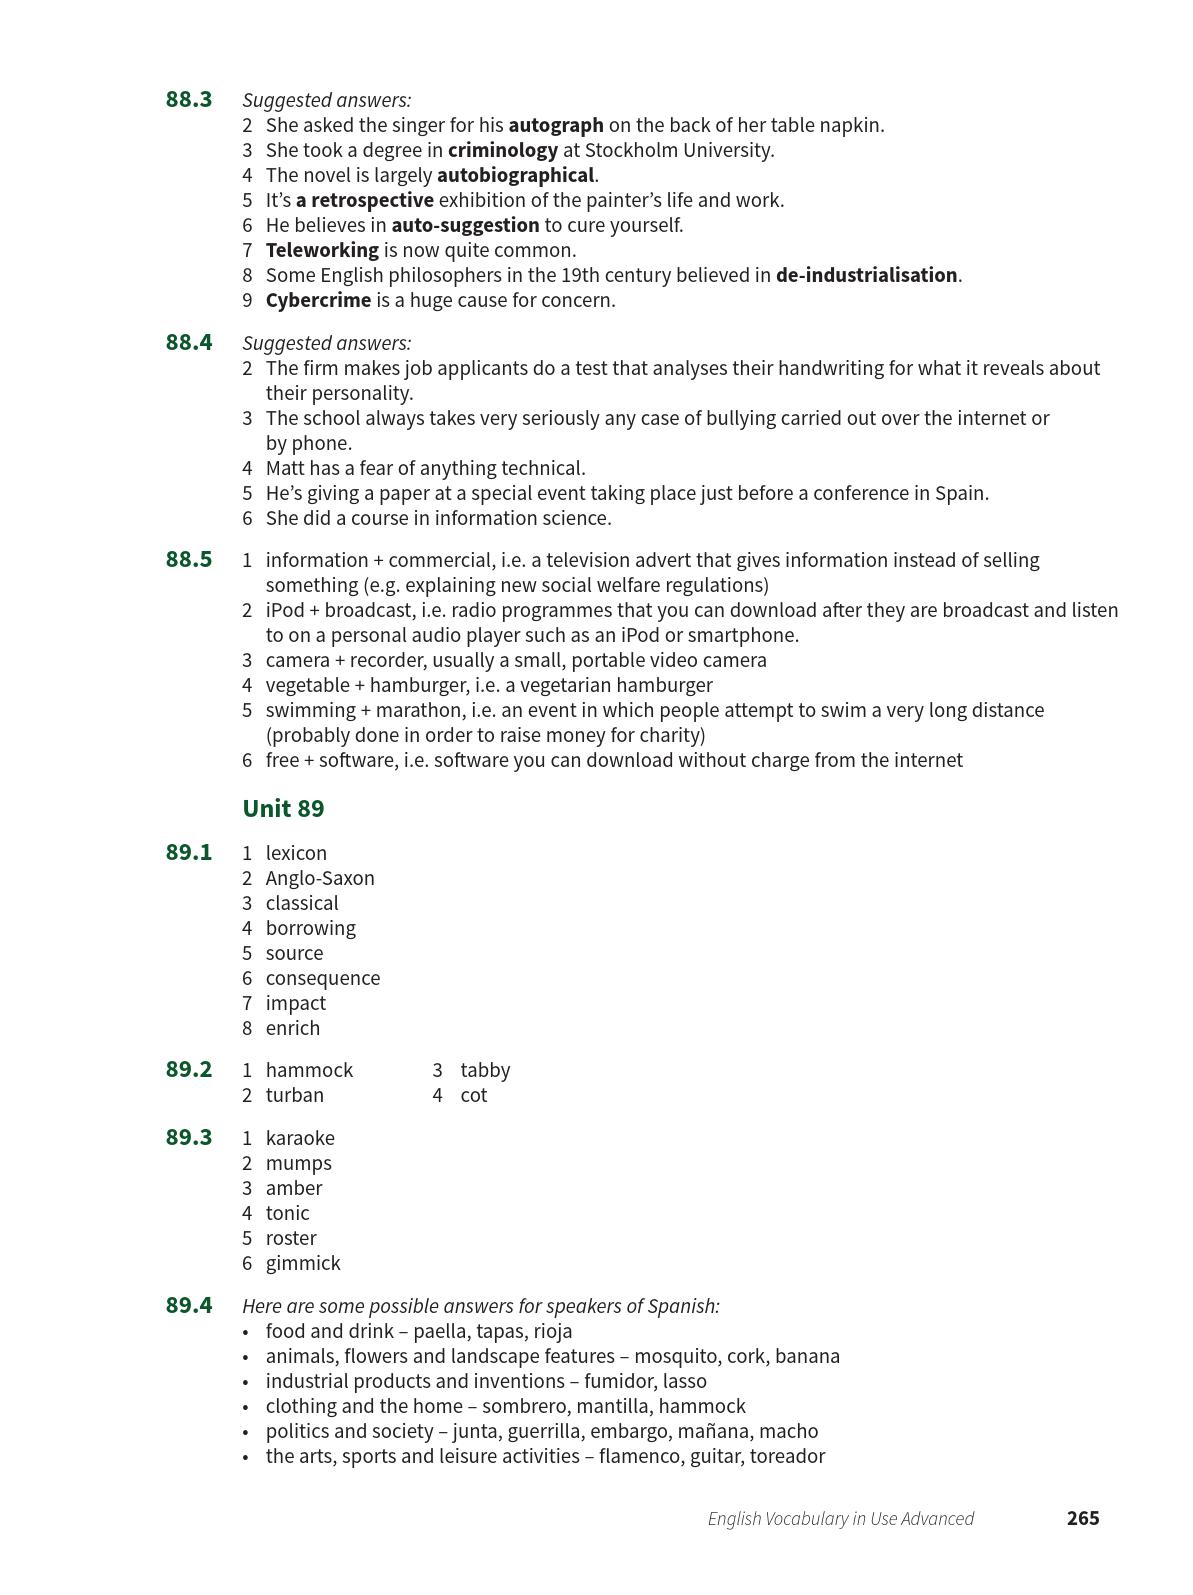 88.3 Suggested answers:
2 She asked the singer for his autograph on the back of her table napkin.
3 She took a degree in criminology at Stockholm University.
4 The novel is largely autobiographical.
5 It's a retrospective exhibition of the painter's life and work.
6 He believes in auto-suggestion to cure yourself.
7 Teleworking is now quite common.
8 Some English philosophers in the 19th century believed in de-industrialisation.
9 Cybercrime is a huge cause for concern.
88.4 Suggested answers:
2 The firm makes job applicants do a test that analyses their handwriting for what it reveals about
their personality.
3 The school always takes very seriously any case of bullying carried out over the internet or
by phone.
4 Matt has a fear of anything technical.
5 He's giving a paper at a special event taking place just before a conference in Spain.
6 She did a course in information science.
88.5 1 information + commercial, i.e. a television advert that gives information instead of selling
something (e.g. explaining new social welfare regulations)
2 iPod + broadcast, i.e. radio programmes that you can download after they are broadcast and listen
to on a personal audio player such as an iPod or smartphone.
3 camera + recorder, usually a small, portable video camera
4 vegetable + hamburger, i.e. a vegetarian hamburger
5 swimming + marathon, i.e. an event in which people attempt to swim a very long distance
(probably done in order to raise money for charity)
6 free + software, i.e. software you can download without charge from the internet
Unit 89
89.1 1 lexicon
2 Anglo-Saxon
3 classical
4 borrowing
5 source
6 consequence
7 impact
8 enrich
89.2 1 hammock 3 tabby
2 turban 4 cot
89.3 1 karaoke
2 mumps
3 amber
4 tonic
5 roster
6 gimmick
89.4 Here are some possible answers for speakers of Spanish:
• food and drink – paella, tapas, rioja
• animals, flowers and landscape features – mosquito, cork, banana
• industrial products and inventions – fumidor, lasso
• clothing and the home – sombrero, mantilla, hammock
• politics and society – junta, guerrilla, embargo, mañana, macho
• the arts, sports and leisure activities – flamenco, guitar, toreador
English Vocabulary in Use Advanced 265